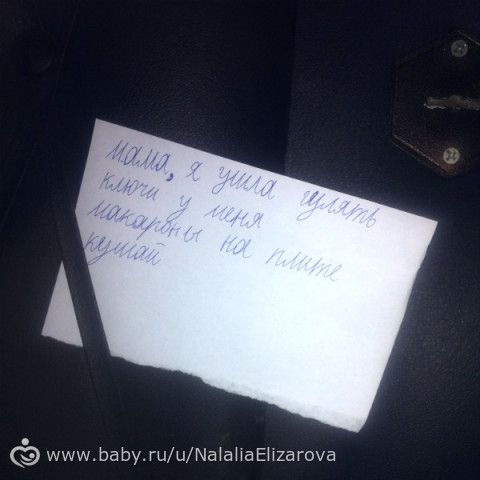 мама, я ушла гулять
ключи у меня
макароны на плите
кушай
www.baby.ru/u/NalaliaElizarova